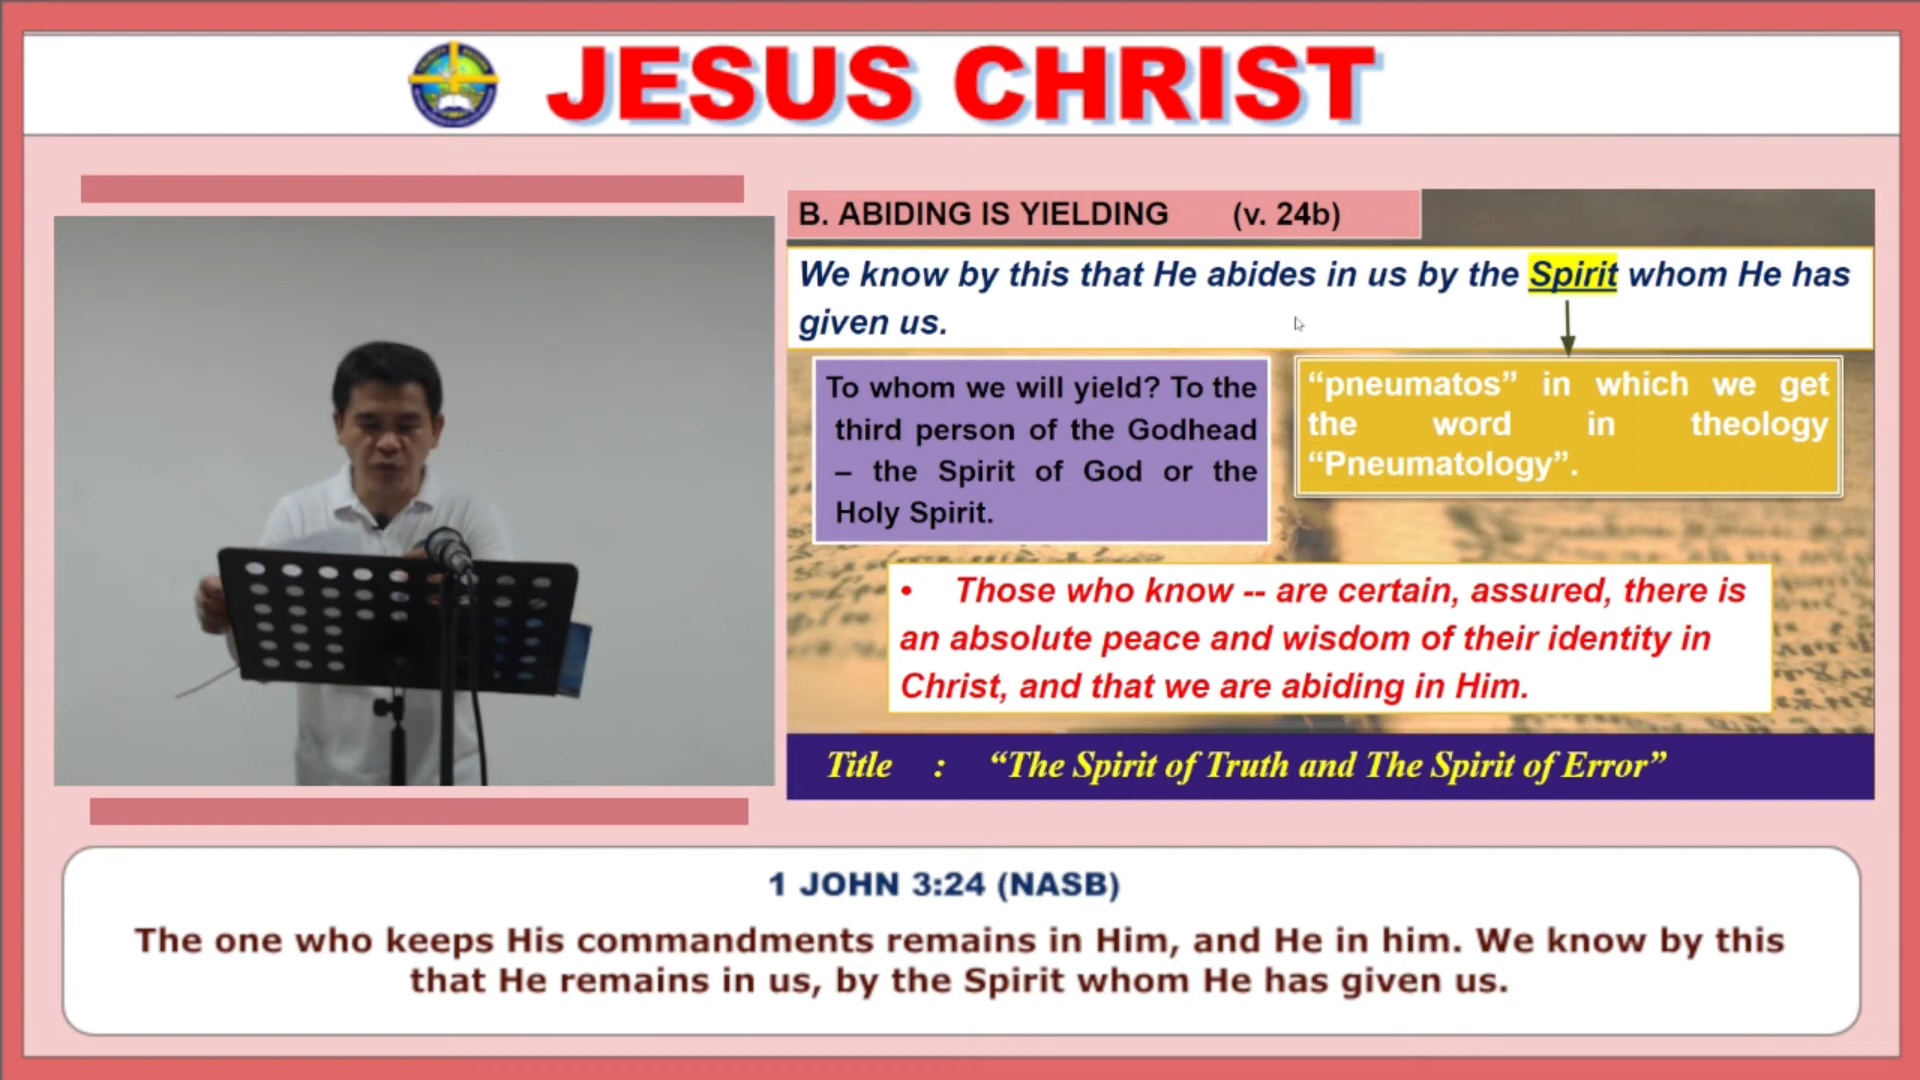 JESUS CHRIST
B. ABIDING IS YIELDING (v. 24b)
We know by this that He abides in us by the Spirit whom He has
given us.
To whom we will yield? To the
third person of the Godhead
– the Spirit of God or the
Holy Spirit.
“pneumatos” in which we get
the word in theology
“Pneumatology”.
• Those who know -- are certain, assured, there is
an absolute peace and wisdom of their identity in
Christ, and that we are abiding in Him.
Title : “The Spirit of Truth and The Spirit of Error”
1 JOHN 3:24 (NASB)
The one who keeps His commandments remains in Him, and He in him. We know by this
that He remains in us, by the Spirit whom He has given us.